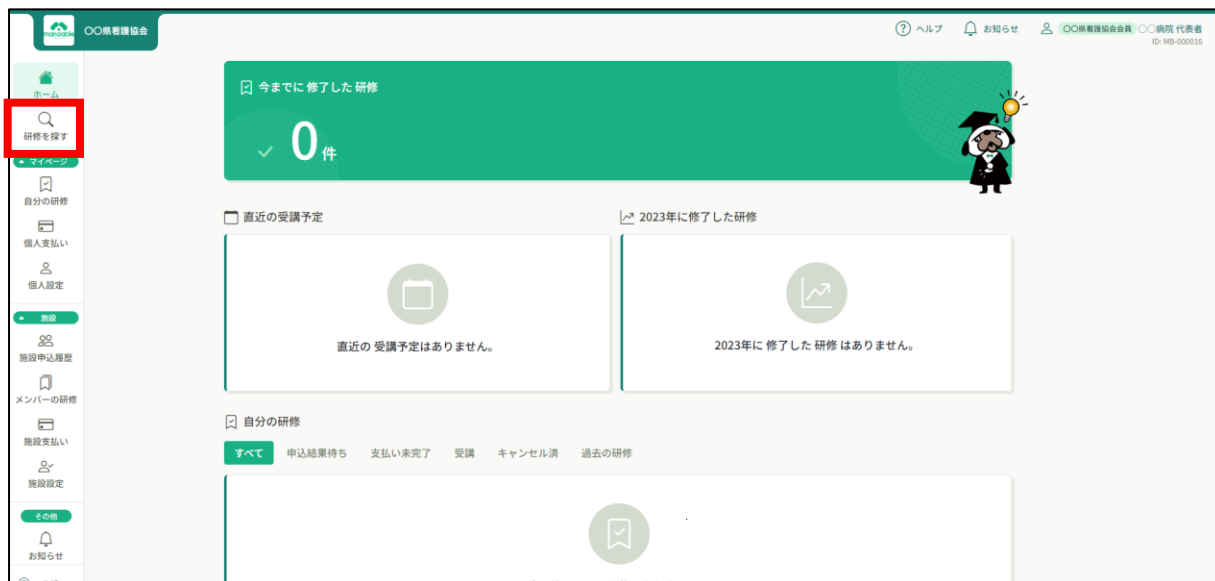 manaable
〇〇県看護協会
ヘルプ
お知らせ
〇〇県看護協会会員
〇〇病院 代表者
ID: MB-000016
ホーム
研修を探す
マイページ
自分の研修
個人支払い
個人設定
施設
施設申込履歴
メンバーの研修
施設支払い
施設設定
その他
お知らせ
今までに 修了した 研修
0件
直近の受講予定
直近の 受講予定はありません。
2023年に修了した研修
2023年に 修了した 研修 はありません。
自分の研修
すべて 申込結果待ち 支払い未完了 受講 キャンセル済 過去の研修